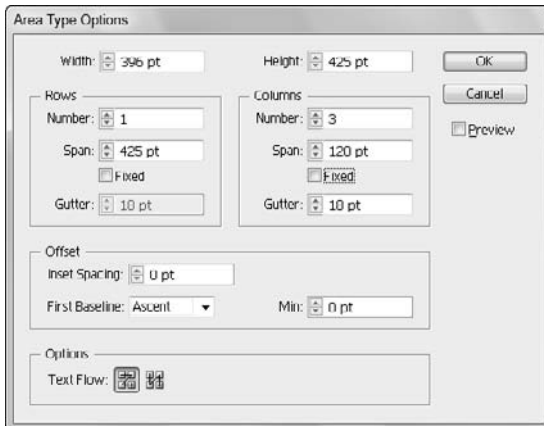 Area Type Options
Width: 396 pt Height: 425 pt OK
Rows Columns Cancel
Number: 1 Number: 3 Preview
Span: 425 pt Span: 120 pt
Fixed Fixed
Gutter: 10 pt Gutter: 10 pt
Offset
Inset Spacing: 0 pt
First Baseline: Ascent Min: 0 pt
Options
Text Flow: